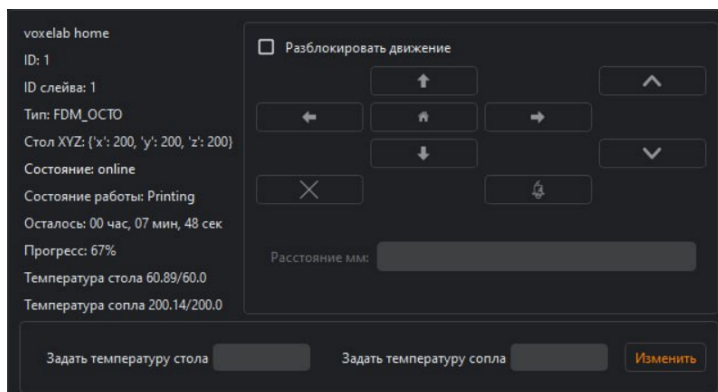 voxelab home
ID: 1
ID слейва: 1
Тип: FDM_OCTO
Стол XYZ: {'x': 200, 'y': 200, 'z': 200}
Состояние: online
Состояние работы: Printing
Осталось: 00 час, 07 мин, 48 сек
Прогресс: 67%
Температура стола 60.89/60.0
Температура сопла 200.14/200.0
Разблокировать движение
Расстояние мм:
Задать температуру стола
Задать температуру сопла
Изменить